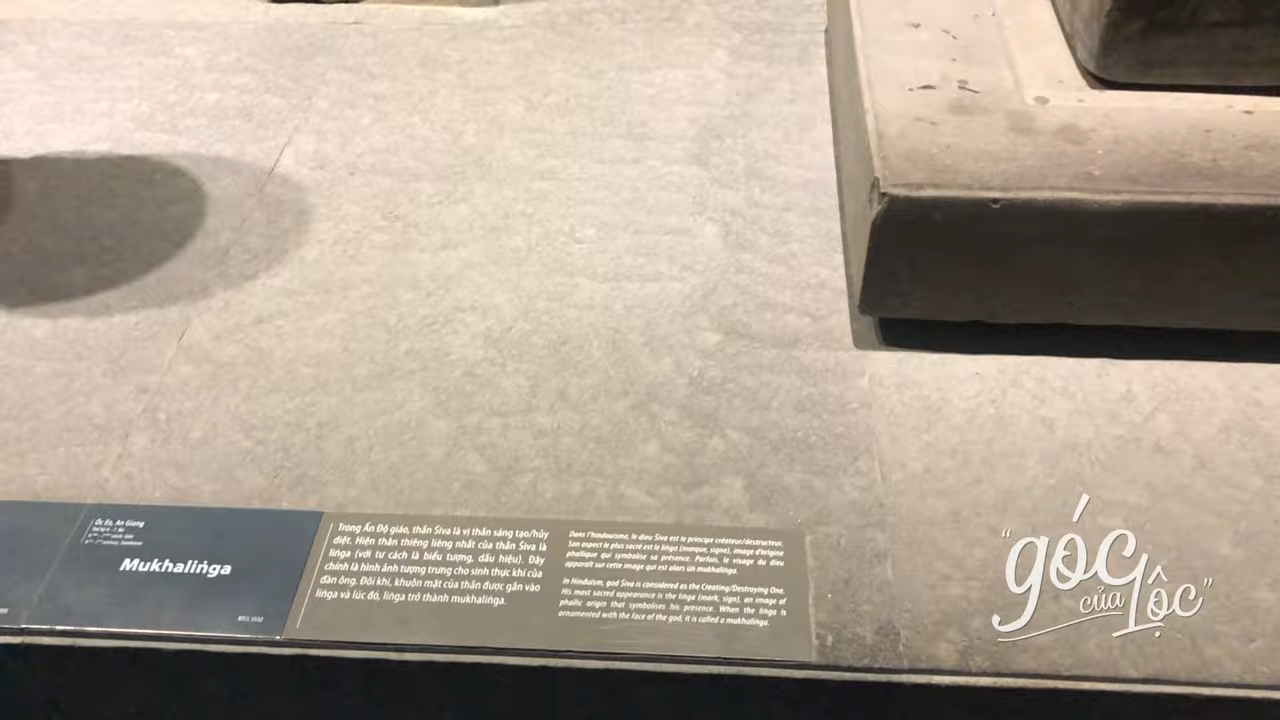 Óc Eo, An Giang
Mukhaliṅga
Trong Ấn Độ giáo, thần Śiva là vị thần sáng tạo/hủy
diệt. Hiện thân thiêng liêng nhất của thần Śiva là
liṅga (với tư cách là biểu tượng, dấu hiệu). Đây
chính là hình ảnh tượng trưng cho sinh thực khí của
đàn ông. Đôi khi, khuôn mặt của thần được gắn vào
liṅga và lúc đó, liṅga trở thành mukhaliṅga.
Dans l'hindouisme, le dieu Śiva est le principe créateur/destructeur.
Son aspect le plus sacré est le liṅga (marque, signe), image d'origine
phallique qui symbolise sa présence. Parfois, le visage du dieu
apparaît sur cette image qui est alors un mukhaliṅga.
In Hinduism, god Śiva is considered as the Creating/Destroying One.
His most sacred appearance is the liṅga (mark, sign), an image of
phallic origin that symbolises his presence. When the liṅga is
ornamented with the face of the god, it is called a mukhaliṅga.
"góc
của Lộc"